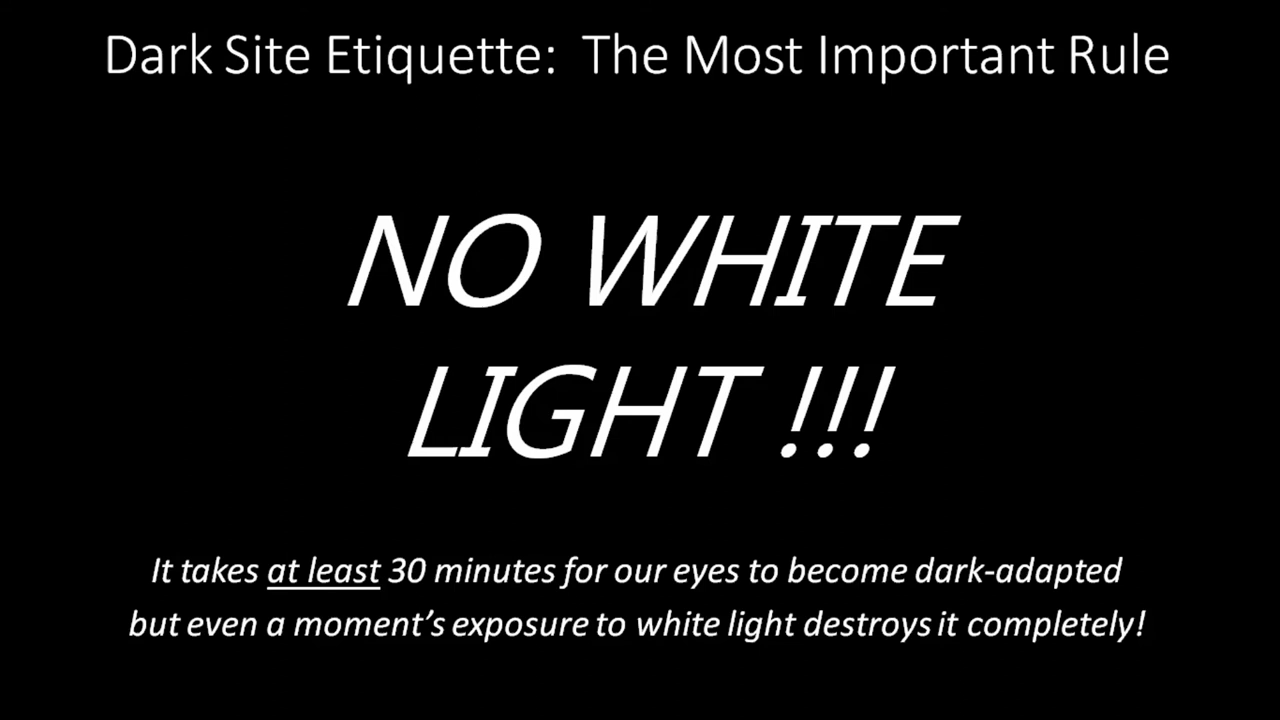 Dark Site Etiquette: The Most Important Rule
NO WHITE
LIGHT !!!
It takes at least 30 minutes for our eyes to become dark-adapted
but even a moment’s exposure to white light destroys it completely!